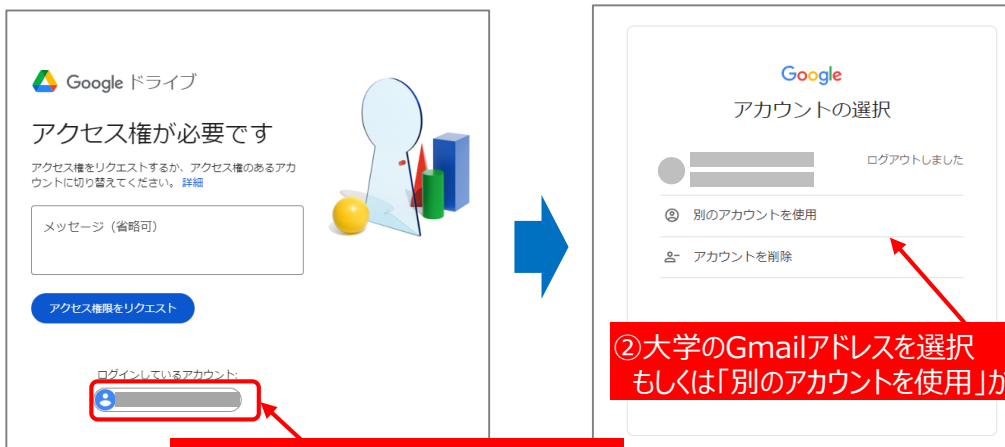 Google ドライブ
アクセス権が必要です
アクセス権をリクエストするか、アクセス権のあるアカ
ウントに切り替えてください。 詳細
メッセージ（省略可）
アクセス権限をリクエスト
ログインしているアカウント:
Google
アカウントの選択
ログアウトしました
別のアカウントを使用
アカウントを削除
②大学のGmailアドレスを選択
もしくは「別のアカウントを使用」か